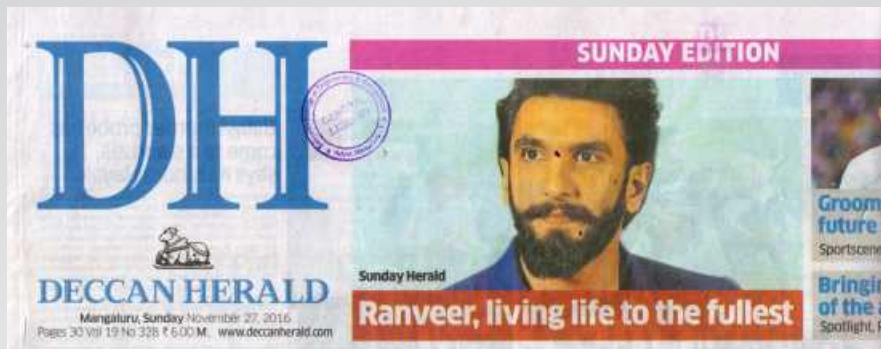 SUNDAY EDITION
DH
DECCAN HERALD
Mangaluru, Sunday November 27, 2016
Pages 30 Vol 19 No 328 ₹ 6.00 M. www.deccanherald.com
Sunday Herald
Ranveer, living life to the fullest
Groom
future
Sportscene
Bringin
of the a
Spotlight, P